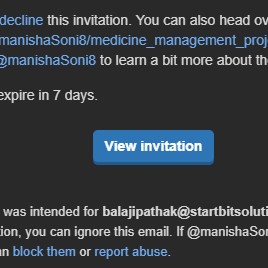 decline this invitation. You can also head ov
manishaSoni8/medicine_management_proj
@manishaSoni8 to learn a bit more about th
expire in 7 days.
View invitation
was intended for balajipathak@startbitsoluti
tion, you can ignore this email. If @manishaSo
an block them or report abuse.